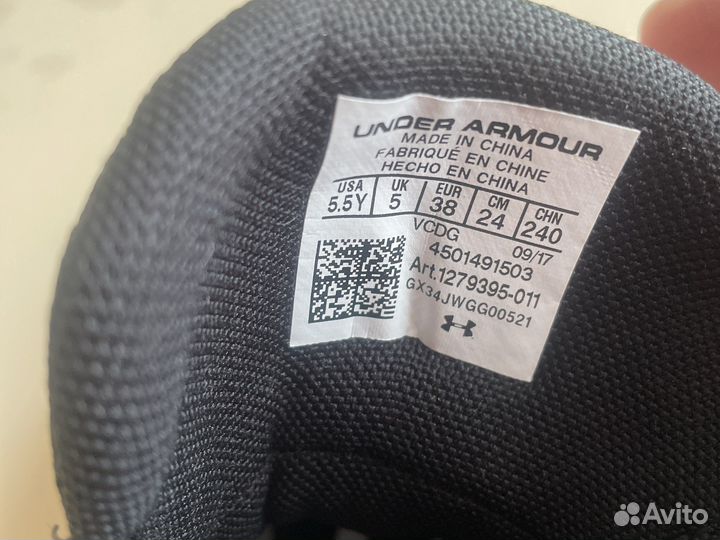 UNDER ARMOUR
MADE IN CHINA
FABRIQUÉ EN CHINE
HECHO EN CHINA
USA UK EUR CM CHN
5.5Y 5 38 24 240
VCDG 09/17
4501491503
Art.1279395-011
GX34JWGG00521
Avito